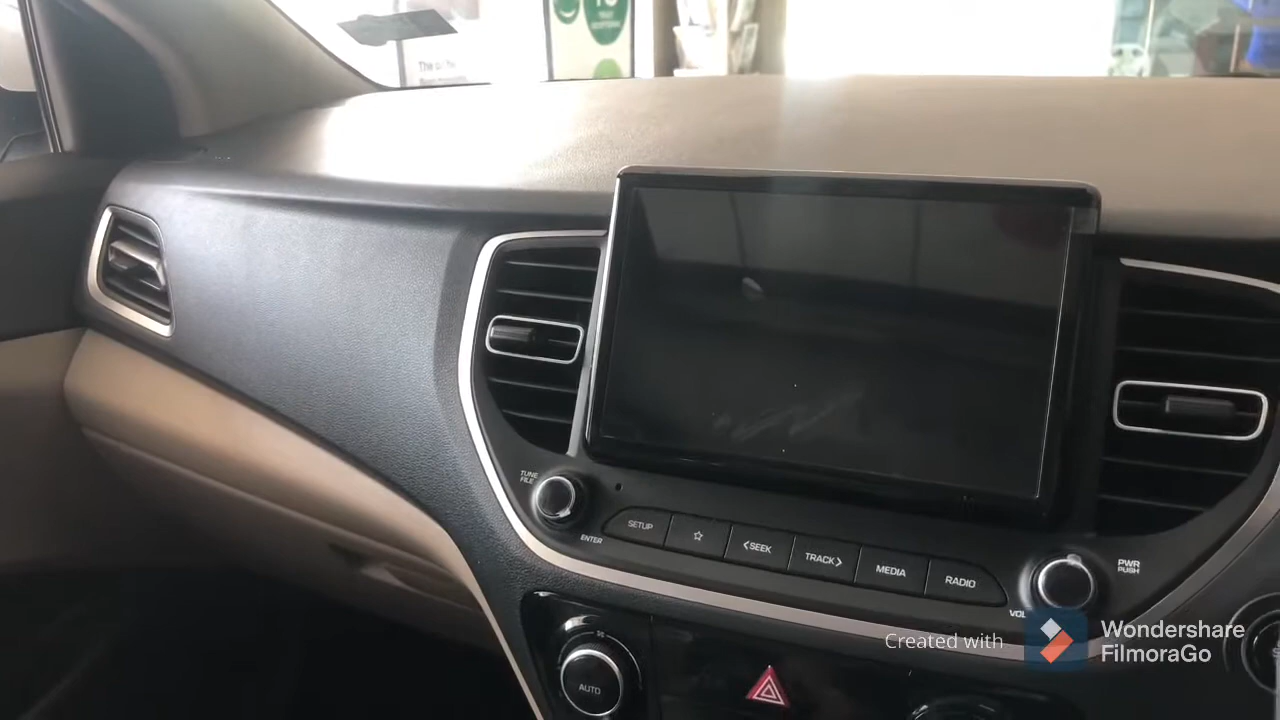 TUNE
FILE
ENTER
SETUP
<SEEK
TRACK>
MEDIA
RADIO
PWR
PUSH
VOL
AUTO
Created with
Wondershare
FilmoraGo